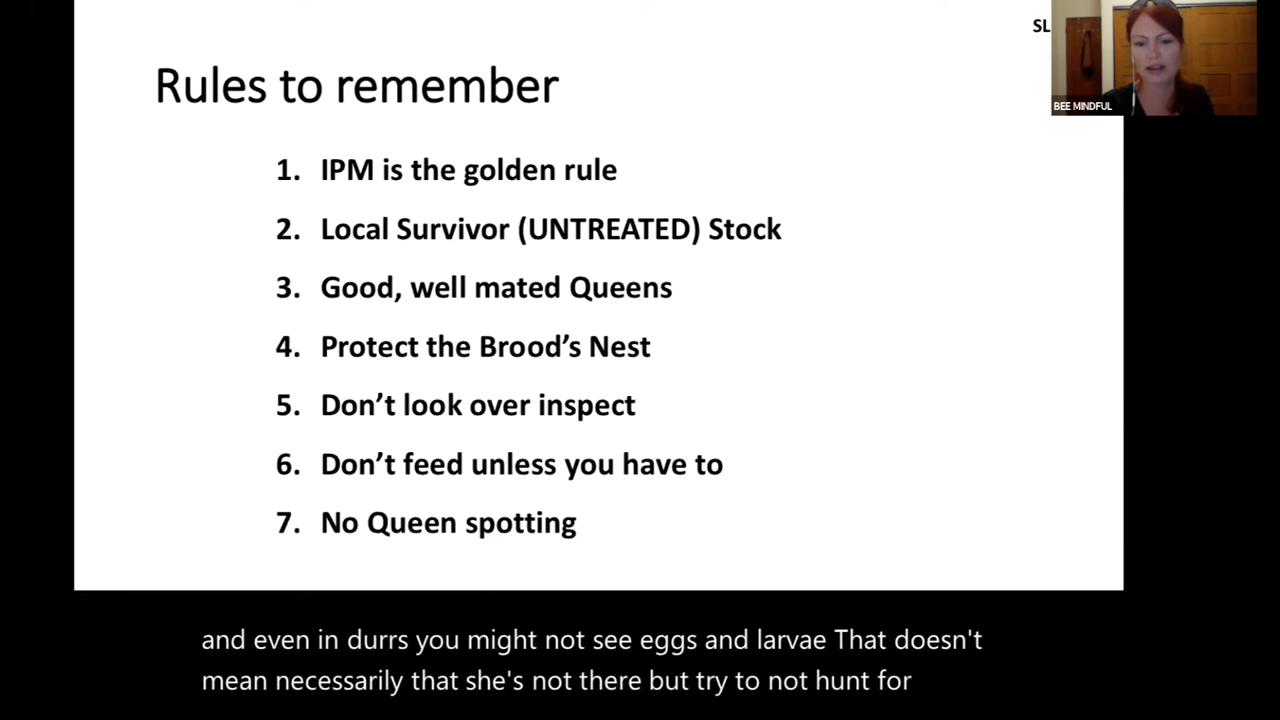 SL
BEE MINDFUL
Rules to remember
1. IPM is the golden rule
2. Local Survivor (UNTREATED) Stock
3. Good, well mated Queens
4. Protect the Brood’s Nest
5. Don’t look over inspect
6. Don’t feed unless you have to
7. No Queen spotting
and even in durrs you might not see eggs and larvae That doesn't
mean necessarily that she's not there but try to not hunt for